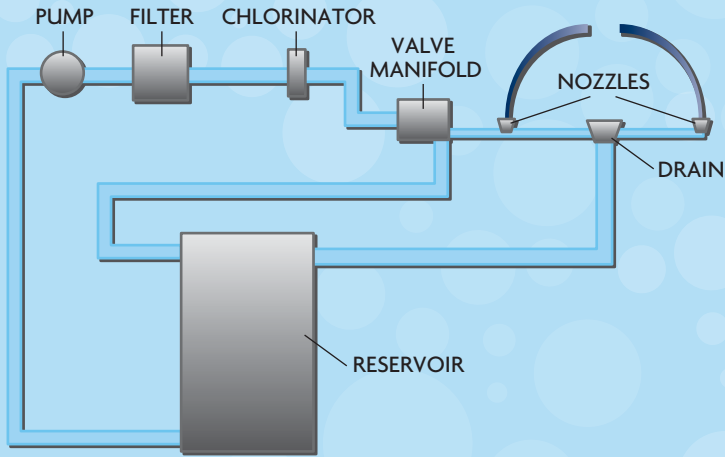 PUMP
FILTER
CHLORINATOR
VALVE
MANIFOLD
NOZZLES
DRAIN
RESERVOIR